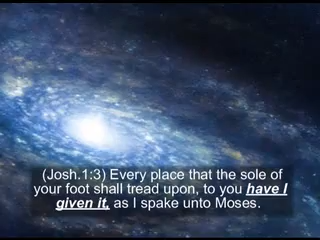 (Josh.1:3) Every place that the sole of
your foot shall tread upon, to you have I
given it, as I spake unto Moses.